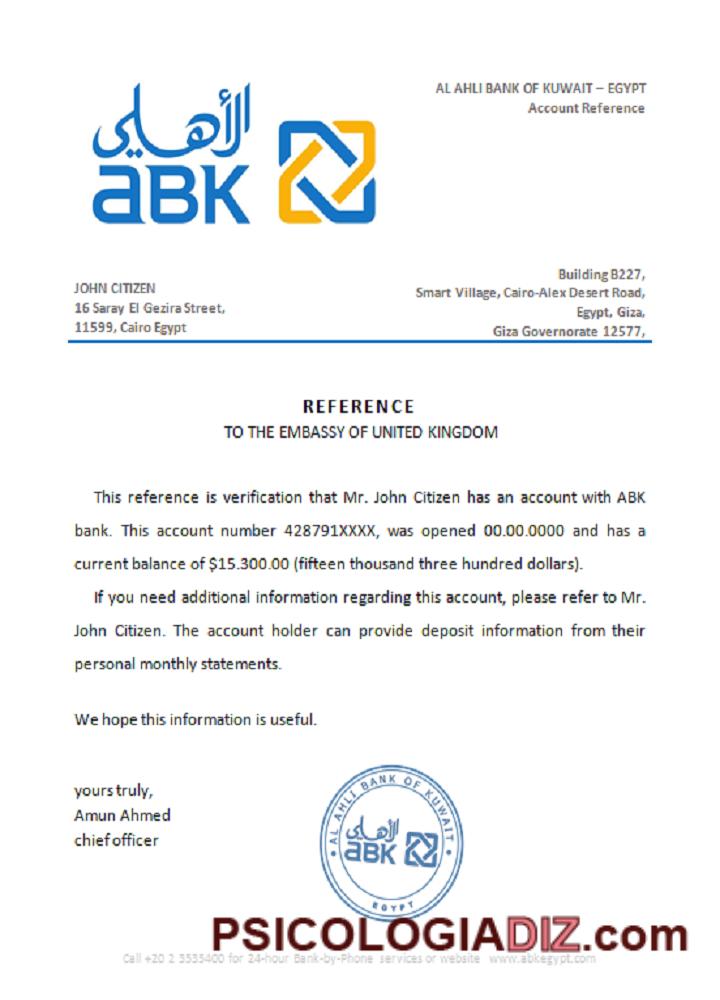 الأهلي
aBK
AL AHLI BANK OF KUWAIT – EGYPT
Account Reference
JOHN CITIZEN
16 Saray El Gezira Street,
11599, Cairo Egypt
Building B227,
Smart Village, Cairo-Alex Desert Road,
Egypt, Giza,
Giza Governorate 12577,
REFERENCE
TO THE EMBASSY OF UNITED KINGDOM
This reference is verification that Mr. John Citizen has an account with ABK
bank. This account number 428791XXXX, was opened 00.00.0000 and has a
current balance of $15.300.00 (fifteen thousand three hundred dollars).
If you need additional information regarding this account, please refer to Mr.
John Citizen. The account holder can provide deposit information from their
personal monthly statements.
We hope this information is useful.
yours truly,
Amun Ahmed
chief officer
AL AHLI BANK OF KUWAIT
الأهلي
aBK
EGYPT
PSICOLOGIADIZ.com
Call +20 2 3535400 for 24-hour Bank-by-Phone services or website www.abkegypt.com